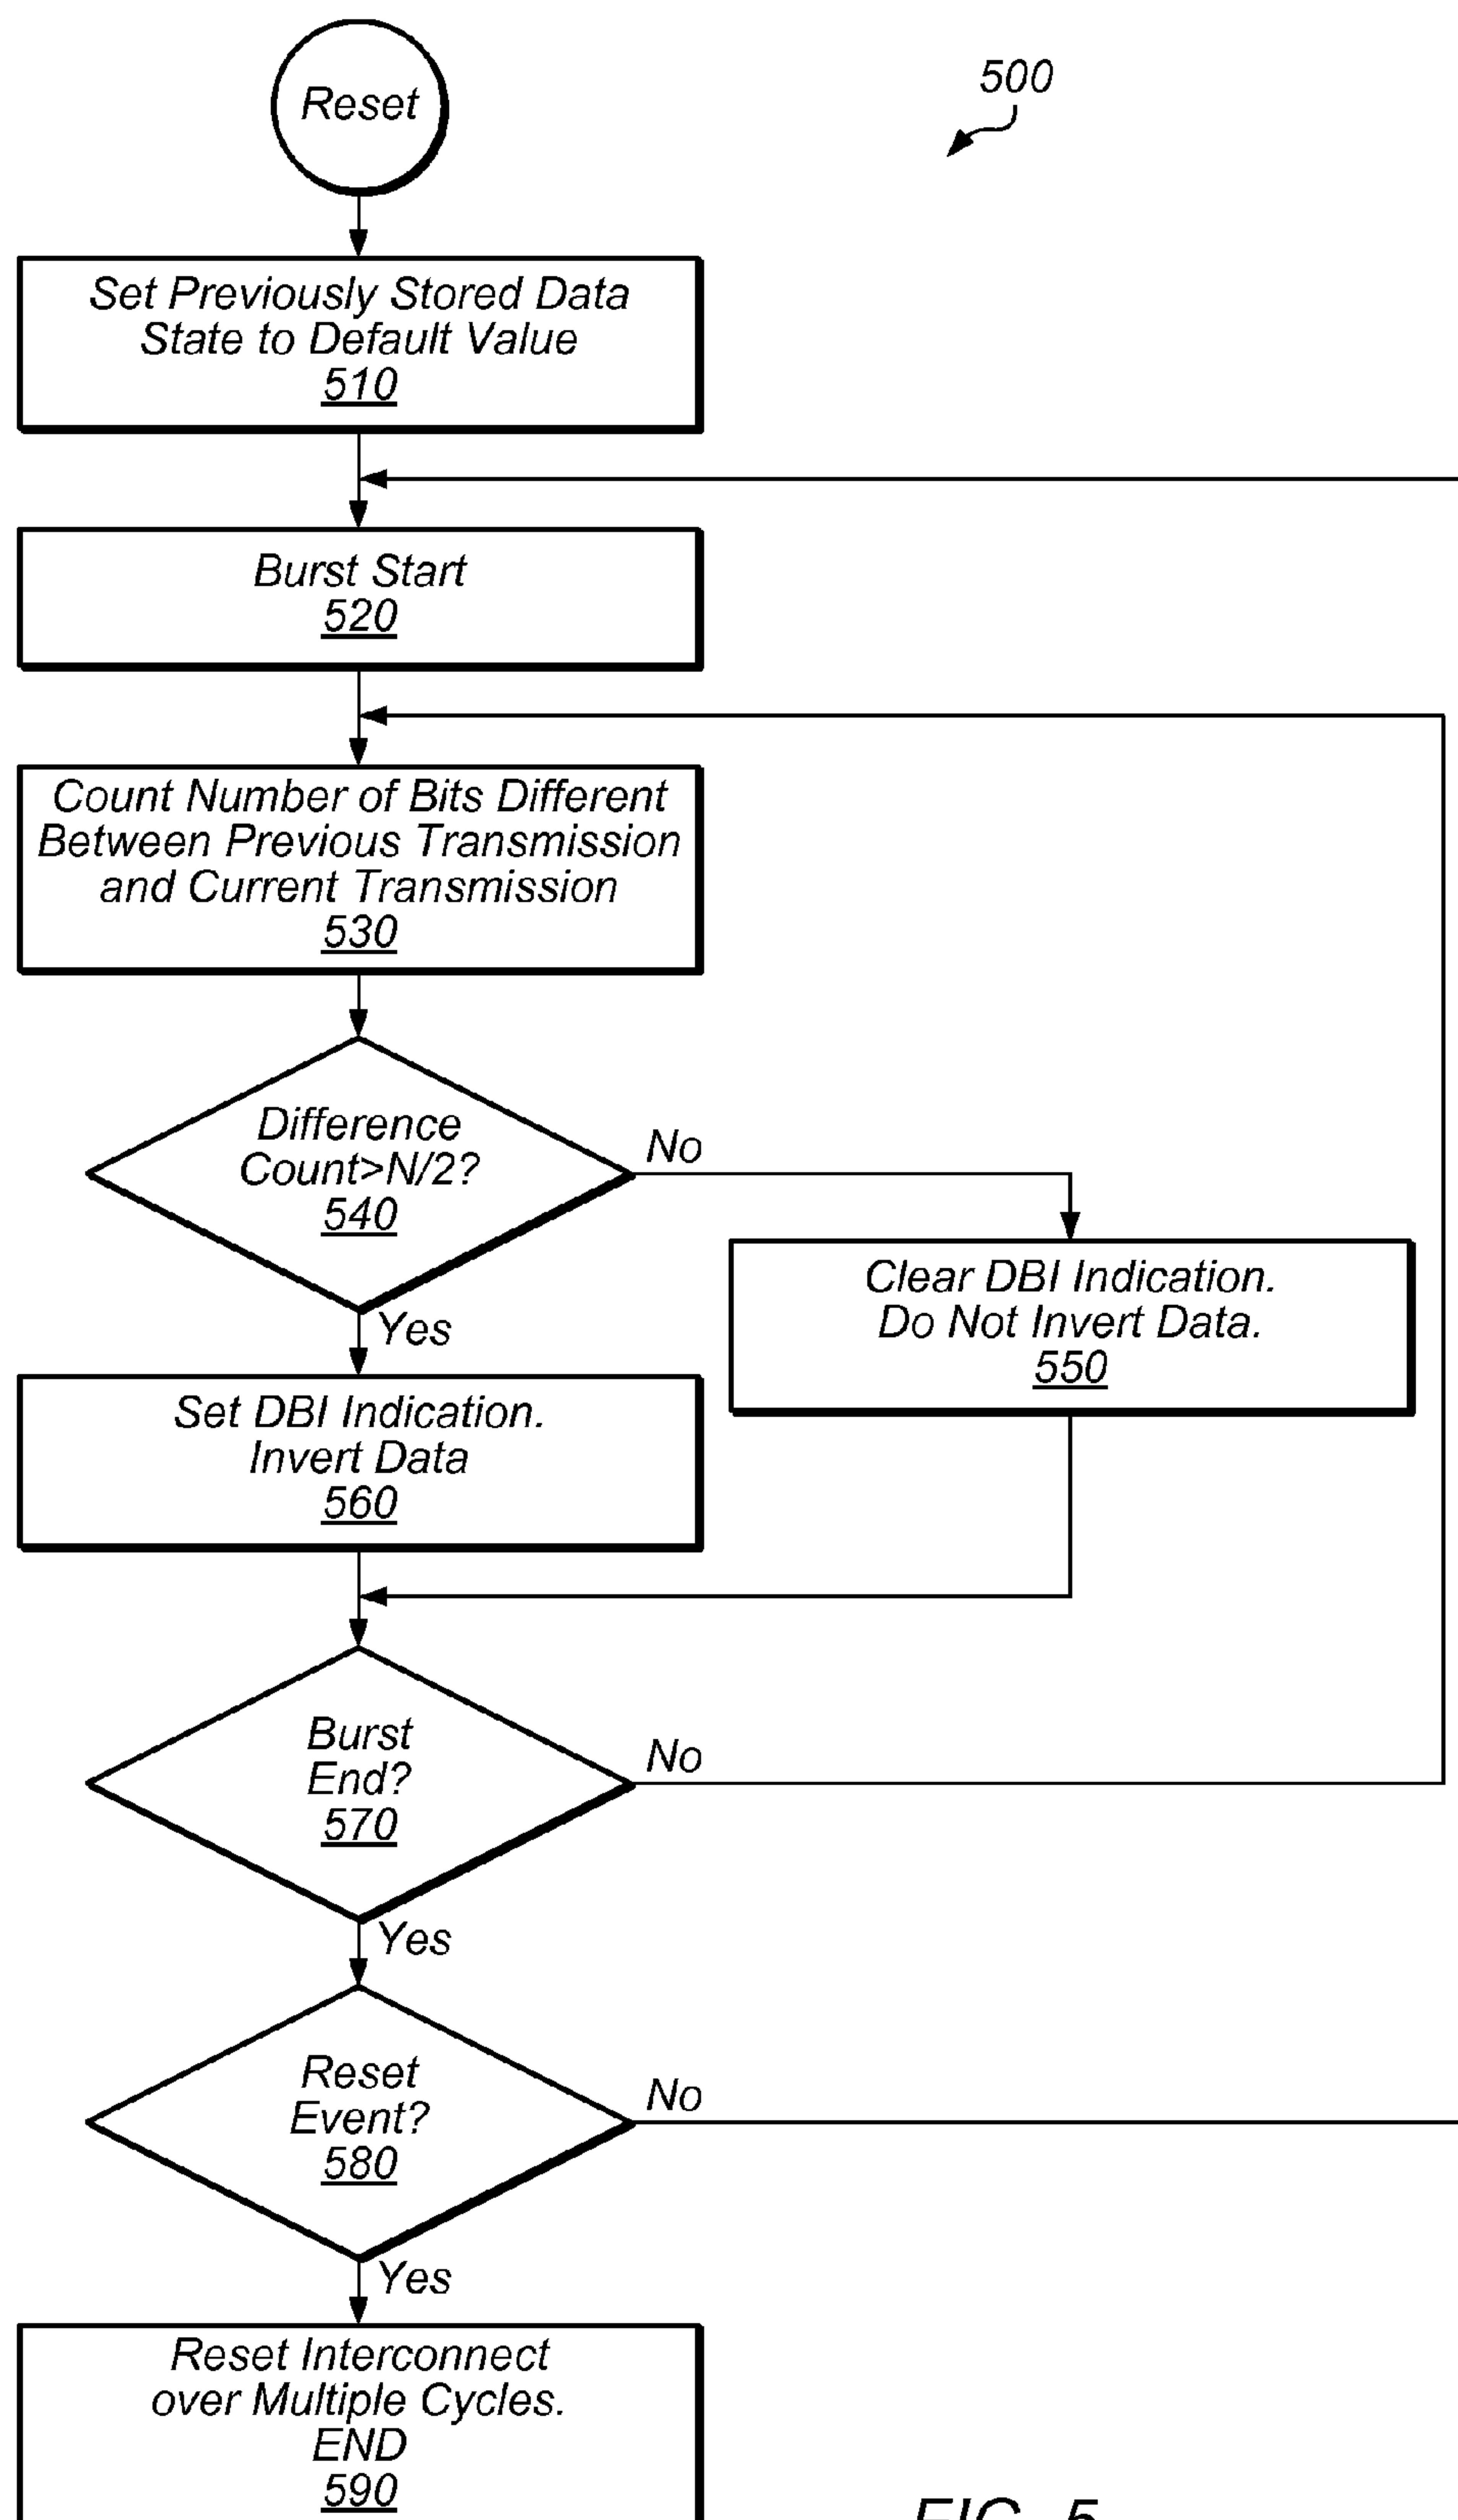 Reset
500
Set Previously Stored Data
State to Default Value
510
Burst Start
520
Count Number of Bits Different
Between Previous Transmission
and Current Transmission
530
Difference
Count>N/2?
540
No
Yes
Clear DBI Indication.
Do Not Invert Data.
550
Set DBI Indication.
Invert Data
560
Burst
End?
570
No
Yes
Reset
Event?
580
No
Yes
Reset Interconnect
over Multiple Cycles.
END
590
FIG. 5